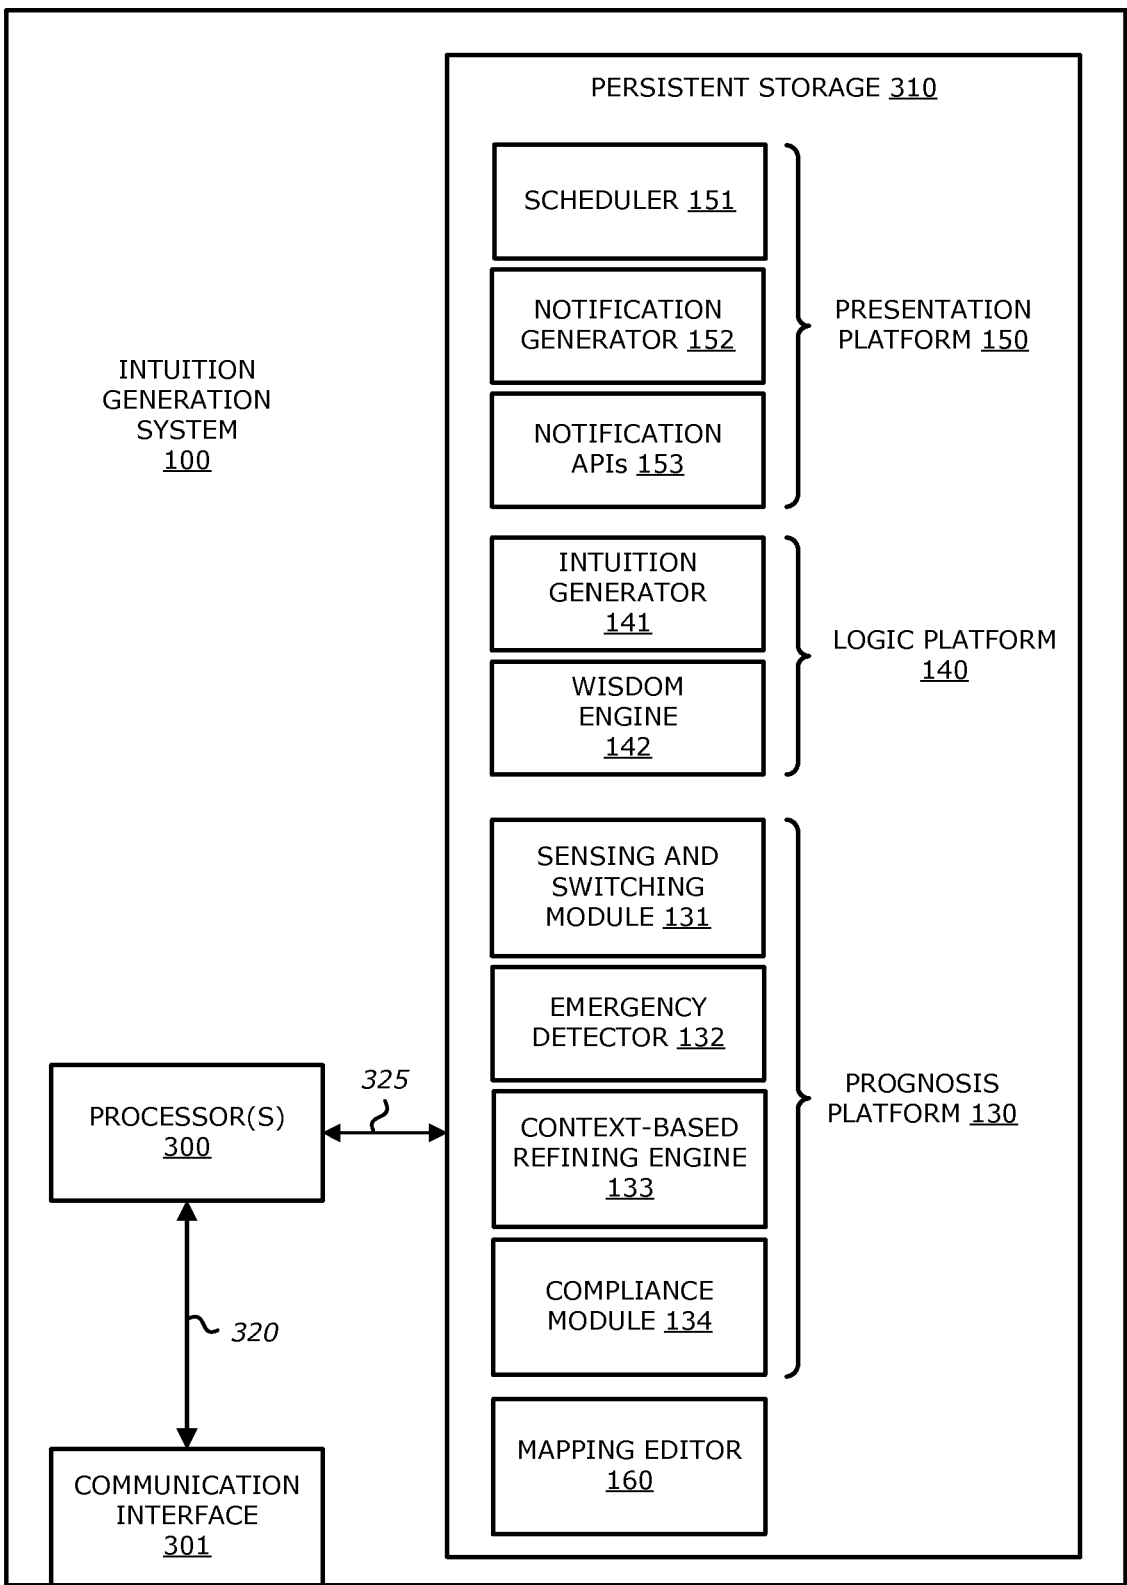 PERSISTENT STORAGE 310
SCHEDULER 151
NOTIFICATION
GENERATOR 152
NOTIFICATION
APIs 153
PRESENTATION
PLATFORM 150
INTUITION
GENERATION
SYSTEM
100
INTUITION
GENERATOR
141
WISDOM
ENGINE
142
LOGIC PLATFORM
140
SENSING AND
SWITCHING
MODULE 131
EMERGENCY
DETECTOR 132
CONTEXT-BASED
REFINING ENGINE
133
COMPLIANCE
MODULE 134
PROGNOSIS
PLATFORM 130
MAPPING EDITOR
160
PROCESSOR(S)
300
325
320
COMMUNICATION
INTERFACE
301